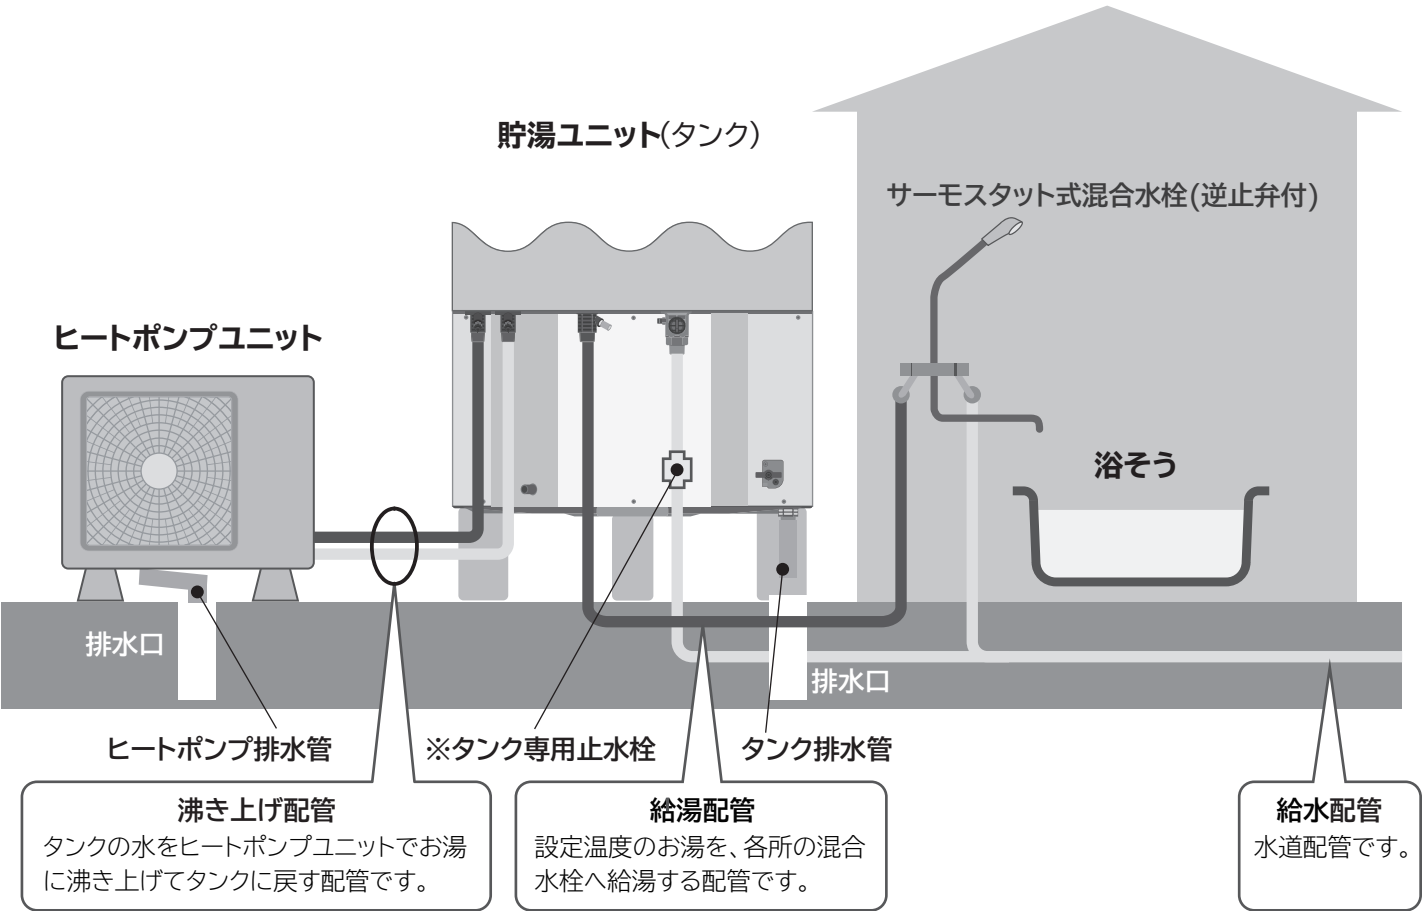 貯湯ユニット(タンク)
サーモスタット式混合水栓(逆止弁付)
ヒートポンプユニット
浴そう
排水口
排水口
ヒートポンプ排水管
※タンク専用止水栓
タンク排水管
沸き上げ配管
タンクの水をヒートポンプユニットでお湯
に沸き上げてタンクに戻す配管です。
給湯配管
設定温度のお湯を、各所の混合
水栓へ給湯する配管です。
給水配管
水道配管です。